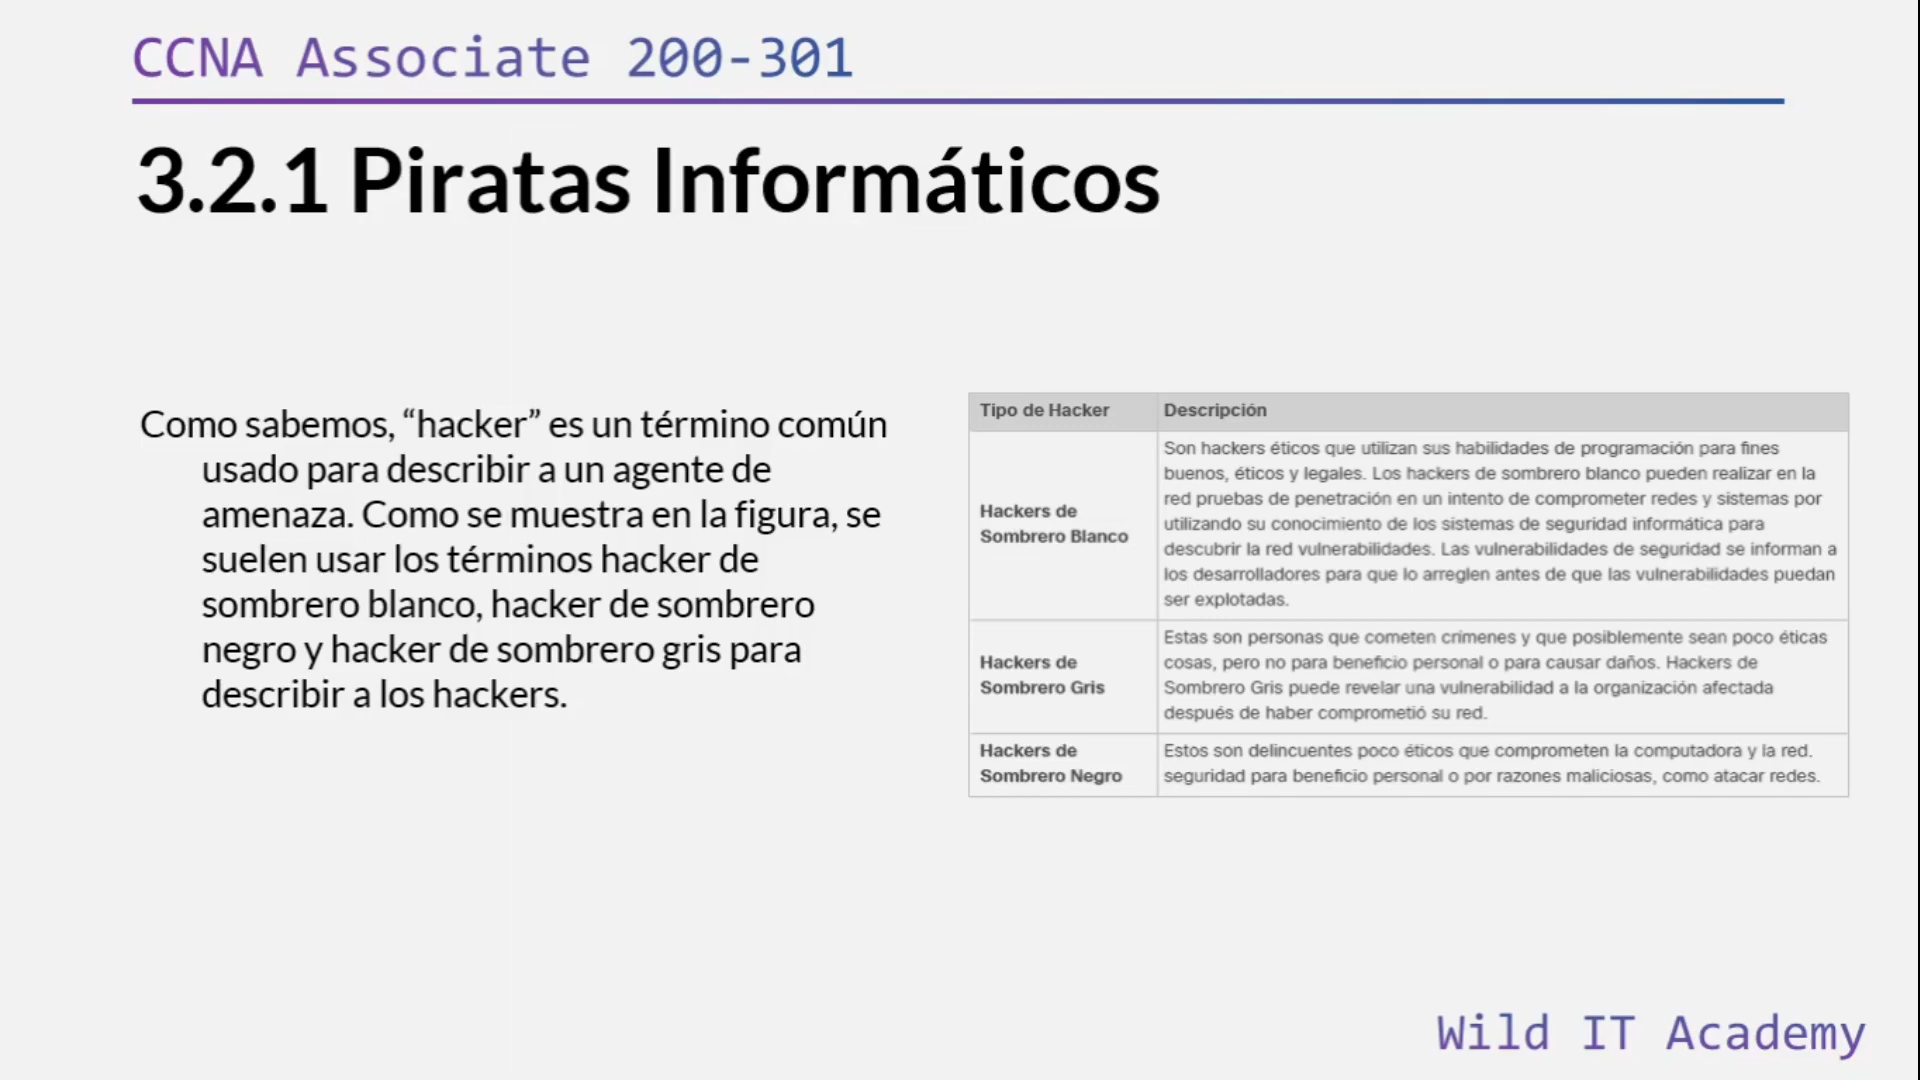 CCNA Associate 200-301
3.2.1 Piratas Informáticos
Como sabemos, “hacker” es un término común
usado para describir a un agente de
amenaza. Como se muestra en la figura, se
suelen usar los términos hacker de
sombrero blanco, hacker de sombrero
negro y hacker de sombrero gris para
describir a los hackers.
Tipo de Hacker
Descripción
Hackers de
Sombrero Blanco
Son hackers éticos que utilizan sus habilidades de programación para fines
buenos, éticos y legales. Los hackers de sombrero blanco pueden realizar en la
red pruebas de penetración en un intento de comprometer redes y sistemas por
utilizando su conocimiento de los sistemas de seguridad informática para
descubrir la red vulnerabilidades. Las vulnerabilidades de seguridad se informan a
los desarrolladores para que lo arreglen antes de que las vulnerabilidades puedan
ser explotadas.
Hackers de
Sombrero Gris
Estas son personas que cometen crímenes y que posiblemente sean poco éticas
cosas, pero no para beneficio personal o para causar daños. Hackers de
Sombrero Gris puede revelar una vulnerabilidad a la organización afectada
después de haber comprometió su red.
Hackers de
Sombrero Negro
Estos son delincuentes poco éticos que comprometen la computadora y la red.
seguridad para beneficio personal o por razones maliciosas, como atacar redes.
Wild IT Academy